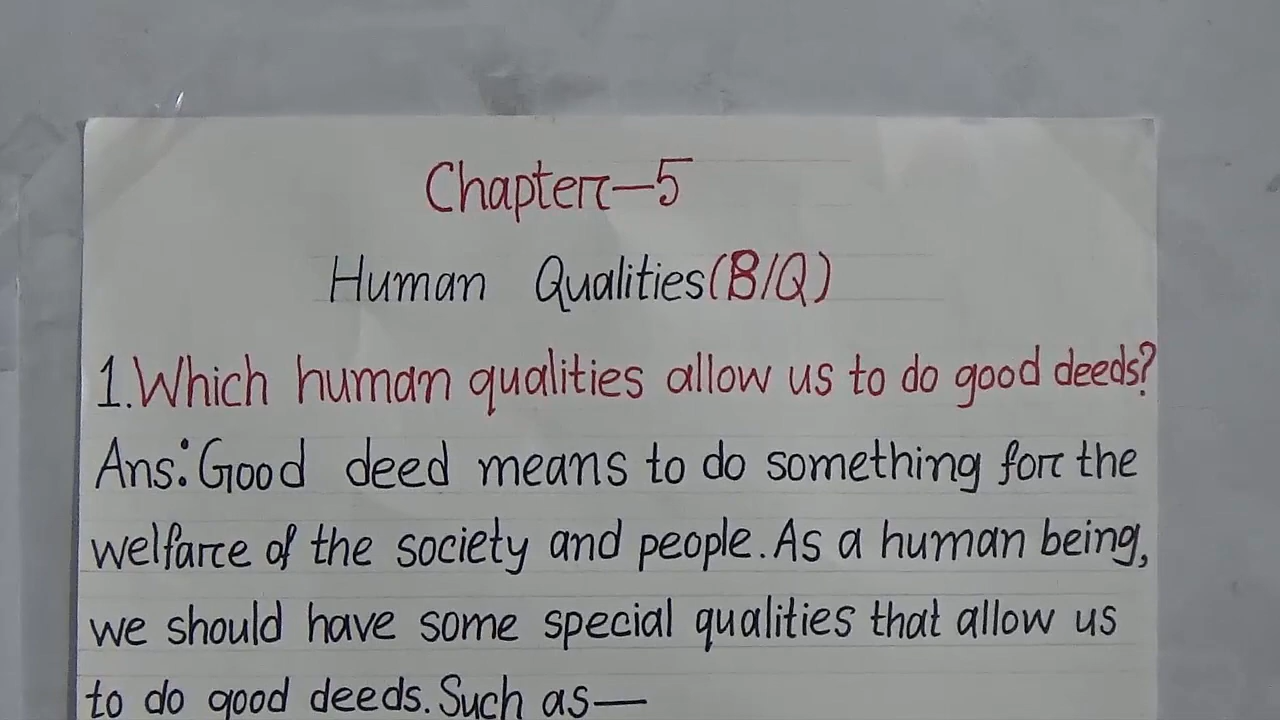 Chapter-5
Human Qualities(B/Q)
1.Which human qualities allow us to do good deeds?
Ans:Good deed means to do something for the
welfare of the society and people. As a human being,
we should have some special qualities that allow us
to do good deeds. Such as—